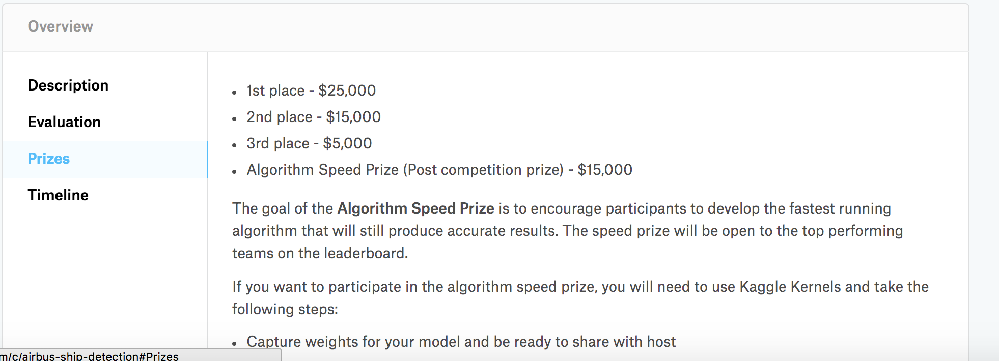 Overview
Description
Evaluation
Prizes
Timeline
• 1st place - $25,000
• 2nd place - $15,000
• 3rd place - $5,000
• Algorithm Speed Prize (Post competition prize) - $15,000
The goal of the Algorithm Speed Prize is to encourage participants to develop the fastest running
algorithm that will still produce accurate results. The speed prize will be open to the top performing
teams on the leaderboard.
If you want to participate in the algorithm speed prize, you will need to use Kaggle Kernels and take the
following steps:
• Capture weights for your model and be ready to share with host
m/c/airbus-ship-detection#Prizes